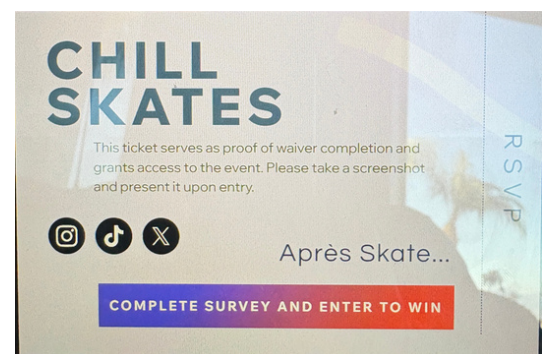 CHILL
SKATES
This ticket serves as proof of waiver completion and
grants access to the event. Please take a screenshot
and present it upon entry.
Après Skate...
COMPLETE SURVEY AND ENTER TO WIN
RSVP